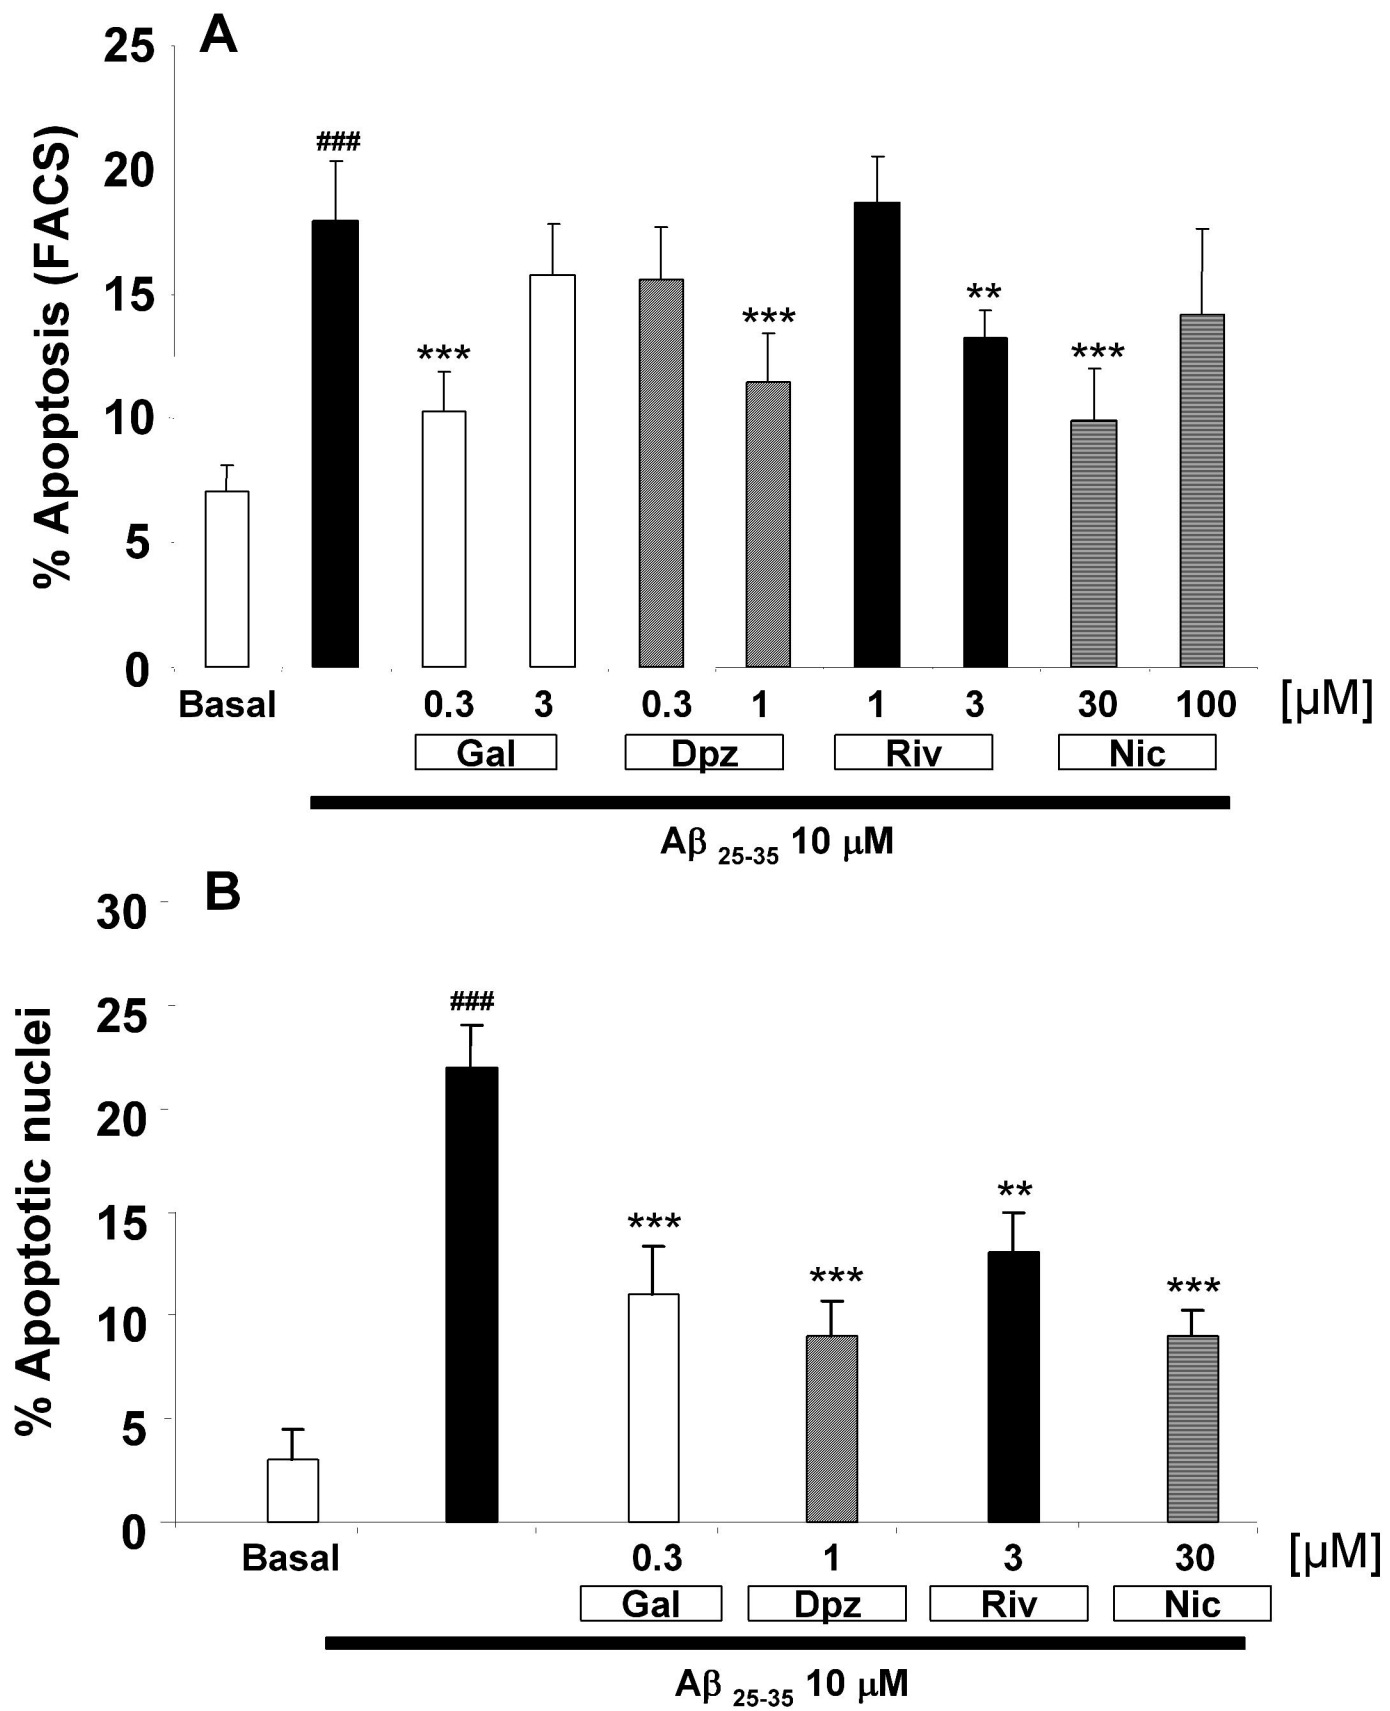 A
25
20
15
10
5
0
% Apoptosis (FACS)
###
***
***
**
***
Basal 0.3 3 0.3 1 1 3 30 100 [µM]
Gal Dpz Riv Nic
Aβ 25-35 10 µM
B
30
25
20
15
10
5
0
% Apoptotic nuclei
###
***
***
**
***
Basal 0.3 1 3 30 [µM]
Gal Dpz Riv Nic
Aβ 25-35 10 µM